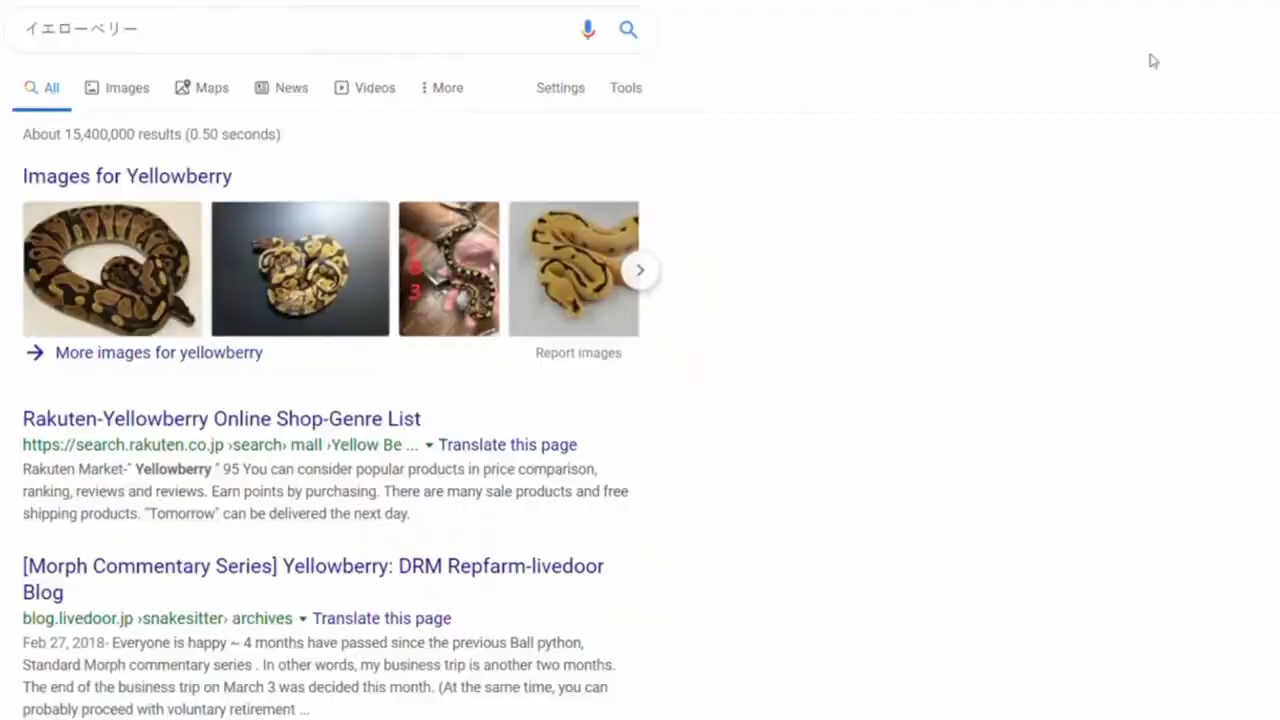 イエローベリー
All Images Maps News Videos More Settings Tools
About 15,400,000 results (0.50 seconds)
Images for Yellowberry
More images for yellowberry Report images
Rakuten-Yellowberry Online Shop-Genre List
https://search.rakuten.co.jp ›search› mall ›Yellow Be ... Translate this page
Rakuten Market-" Yellowberry " 95 You can consider popular products in price comparison,
ranking, reviews and reviews. Earn points by purchasing. There are many sale products and free
shipping products. "Tomorrow" can be delivered the next day.
[Morph Commentary Series] Yellowberry: DRM Repfarm-livedoor
Blog
blog.livedoor.jp ›snakesitter› archives Translate this page
Feb 27, 2018- Everyone is happy ~ 4 months have passed since the previous Ball python,
Standard Morph commentary series . In other words, my business trip is another two months.
The end of the business trip on March 3 was decided this month. (At the same time, you can
probably proceed with voluntary retirement ...